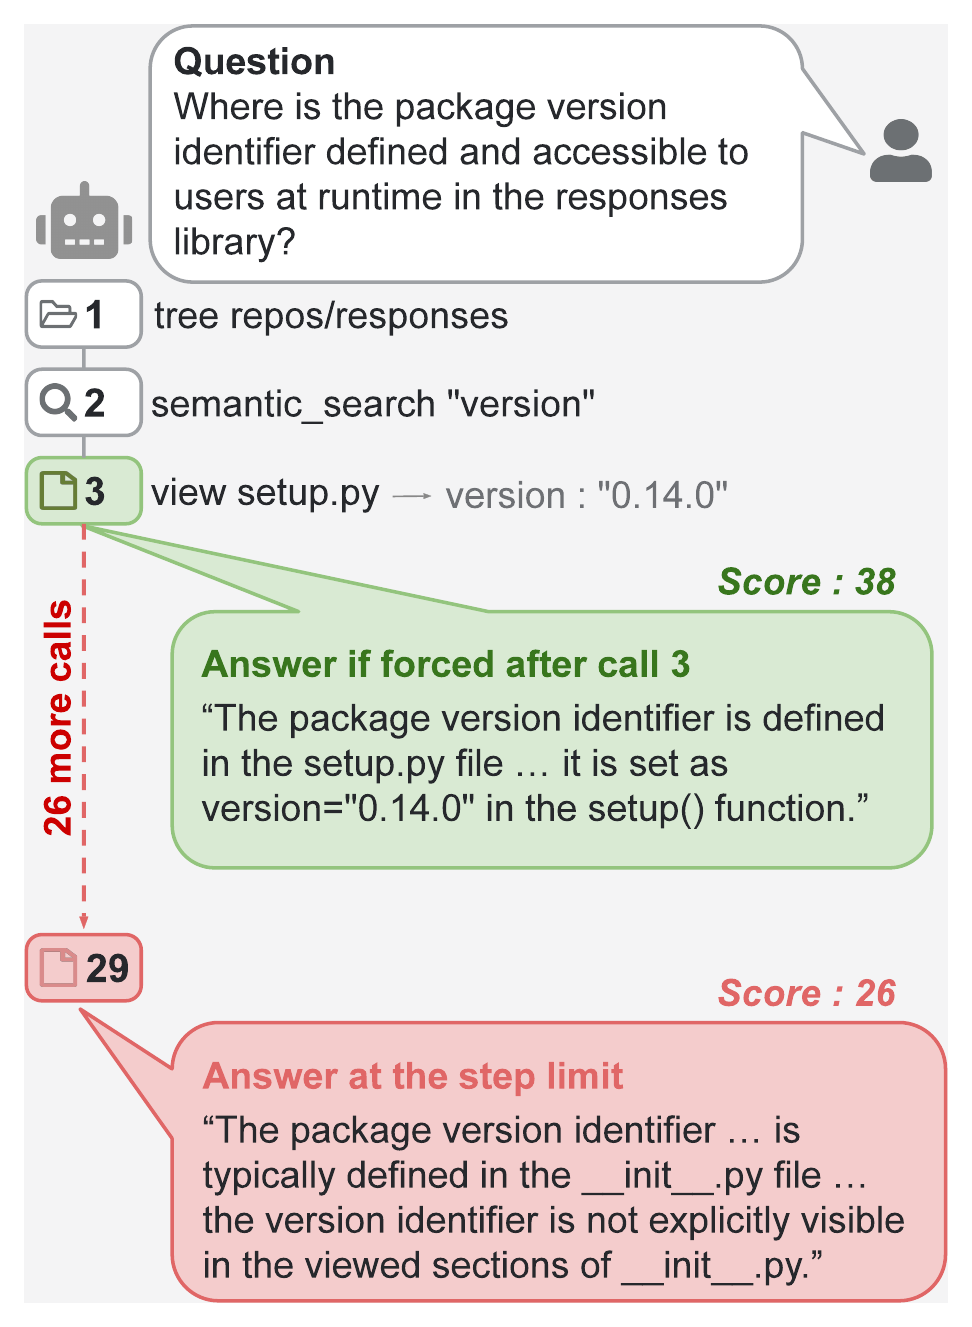 Question
Where is the package version
identifier defined and accessible to
users at runtime in the responses
library?
1 tree repos/responses
2 semantic_search "version"
3 view setup.py → version : "0.14.0"
Score : 38
26 more calls
Answer if forced after call 3
“The package version identifier is defined
in the setup.py file … it is set as
version="0.14.0" in the setup() function.”
29
Score : 26
Answer at the step limit
“The package version identifier … is
typically defined in the __init__.py file …
the version identifier is not explicitly visible
in the viewed sections of __init__.py.”